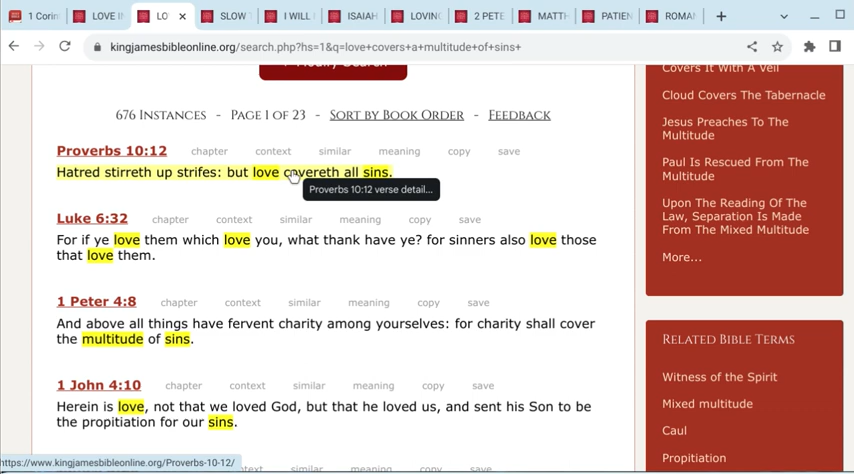 1 Corin
LOVE IN
LO
SLOW
I WILL
ISAIAH
LOVING
2 PETE
MATTH
PATIEN
ROMAN
kingjamesbibleonline.org/search.php?hs=1&q=love+covers+a+multitude+of+sins+
676 Instances - Page 1 of 23 - Sort by Book Order - Feedback
Proverbs 10:12 chapter context similar meaning copy save
Hatred stirreth up strifes: but love covereth all sins.
Proverbs 10:12 verse detail...
Luke 6:32 chapter context similar meaning copy save
For if ye love them which love you, what thank have ye? for sinners also love those
that love them.
1 Peter 4:8 chapter context similar meaning copy save
And above all things have fervent charity among yourselves: for charity shall cover
the multitude of sins.
1 John 4:10 chapter context similar meaning copy save
Herein is love, not that we loved God, but that he loved us, and sent his Son to be
the propitiation for our sins.
context similar meaning copy save
https://www.kingjamesbibleonline.org/Proverbs-10-12/
Covers It With A Veil
Cloud Covers The Tabernacle
Jesus Preaches To The
Multitude
Paul Is Rescued From The
Multitude
Upon The Reading Of The
Law, Separation Is Made
From The Mixed Multitude
More...
Related Bible Terms
Witness of the Spirit
Mixed multitude
Caul
Propitiation